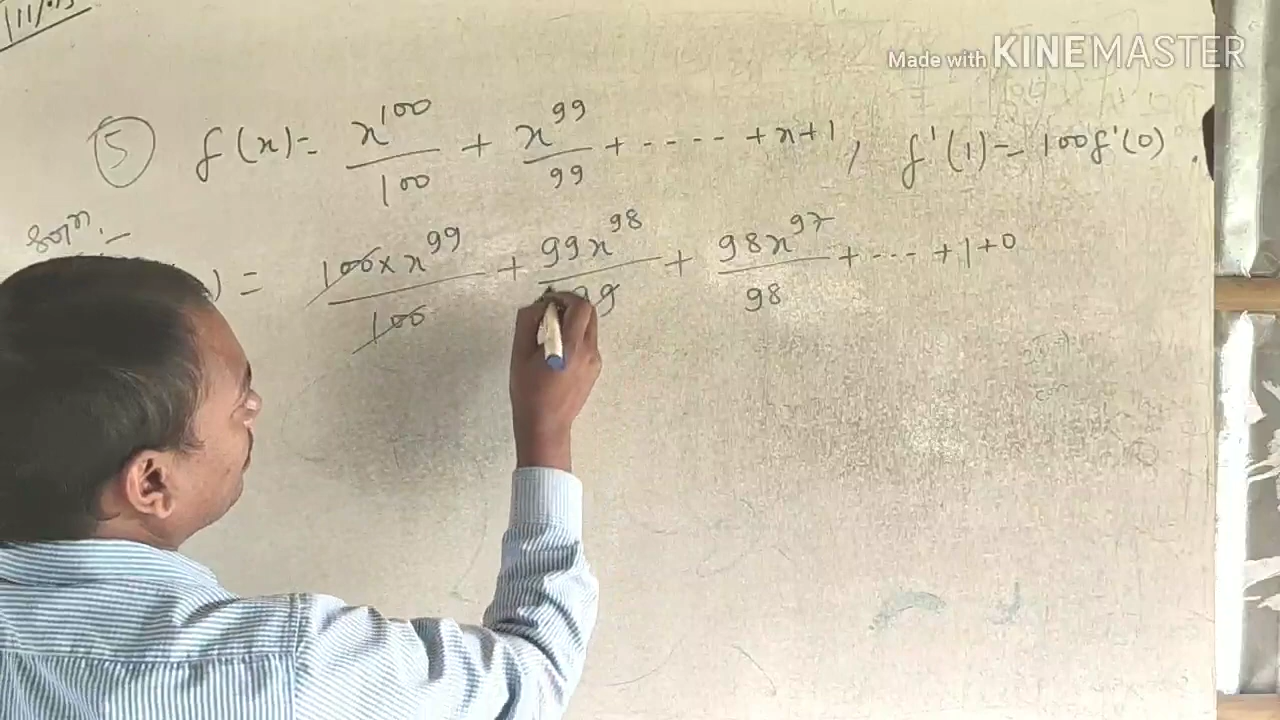 Made with KINEMASTER
(5) f(x)= x^100/100 + x^99/99 + ---- + x+1, f'(1)= 100f'(0).
Soln.–
) = 100×x^99/100 + 99x^98/99 + 98x^97/98 + --- + 1+0